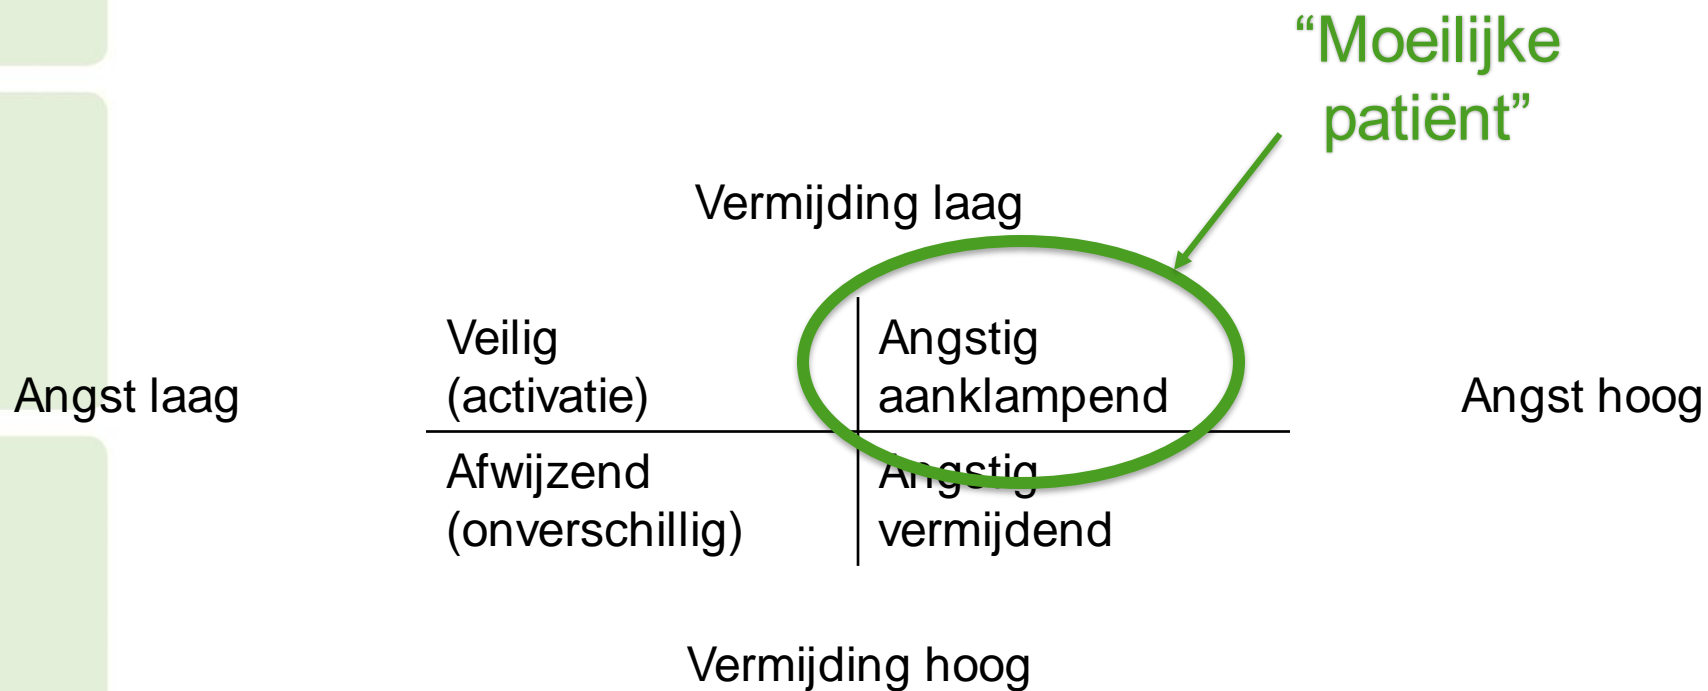 “Moeilijke
patiënt”
Vermijding laag
Veilig
(activatie)
Angstig
aanklampend
Angst laag
Angst hoog
Afwijzend
(onverschillig)
Angstig
vermijdend
Vermijding hoog